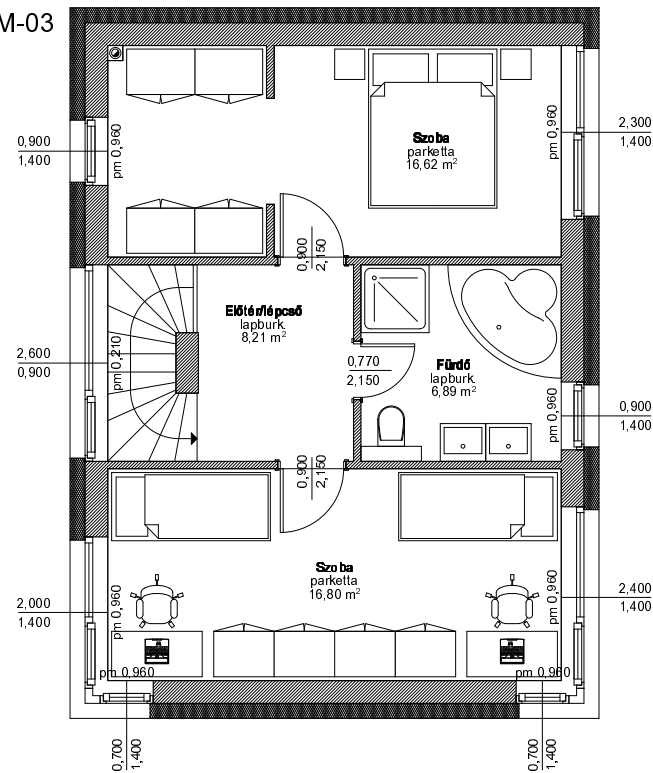 M-03
2,300
1,400
pm 0,960
0,900
1,400
pm 0,960
Szoba
parketta
16,62 m²
0,900
2,150
Előtér/lépcső
lapburk.
8,21 m²
2,600
0,900
pm 0,210
0,770
2,150
Fürdő
lapburk.
6,89 m²
0,900
1,400
pm 0,960
0,900
2,150
Szoba
parketta
16,80 m²
2,000
1,400
pm 0,960
2,400
1,400
pm 0,960
pm 0,960
pm 0,960
0,700
1,400
0,700
1,400